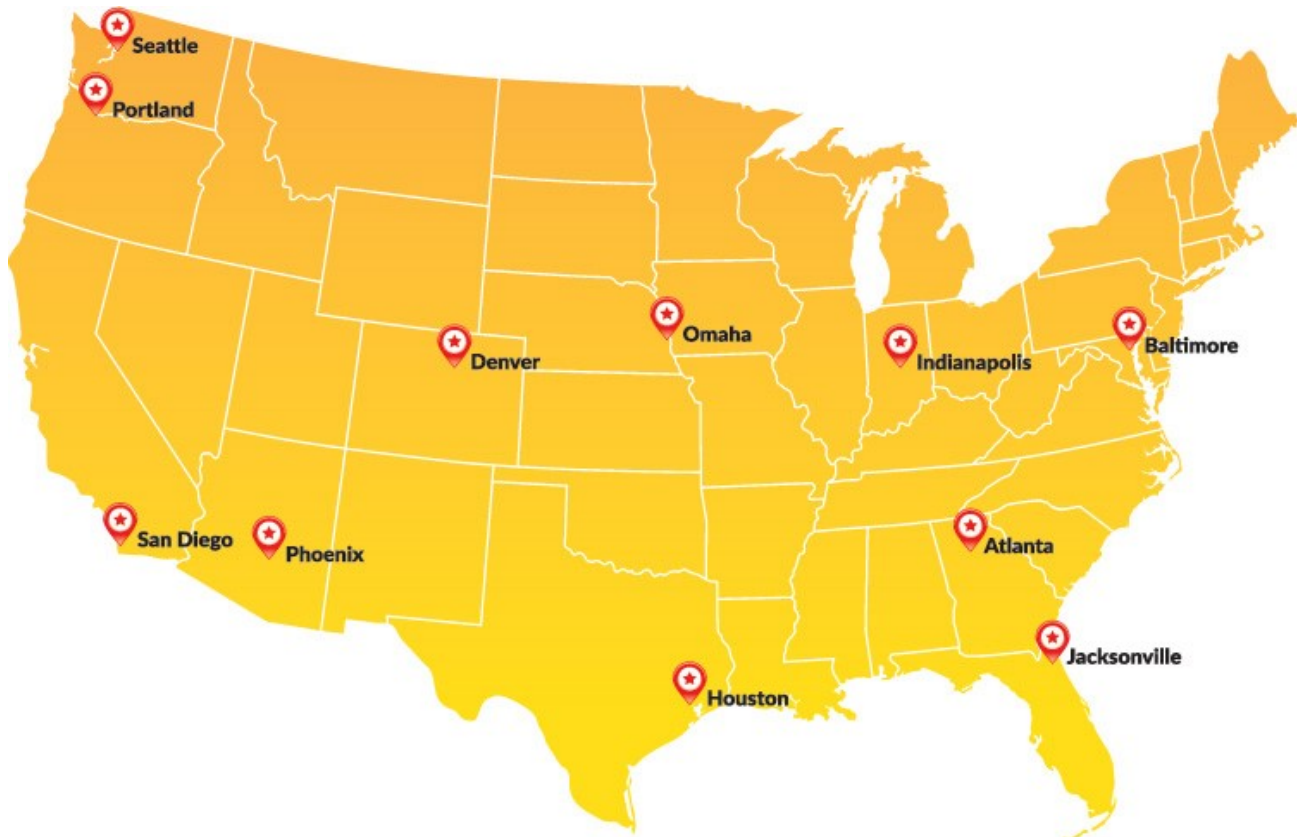 Seattle
Portland
Omaha
Denver
Indianapolis
Baltimore
San Diego
Phoenix
Atlanta
Jacksonville
Houston